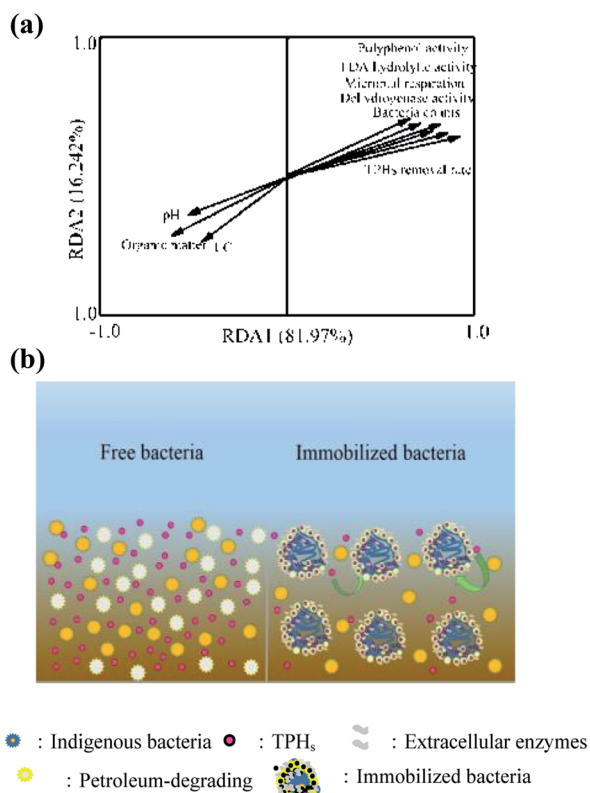 (a)
1.0
Polyphenol activity
FDA hydrolytic activity
Microbial respiration
Dehydrogenase activity
Bacteria counts
TPHs removal rate
pH
Organic matter
RDA2 (16.242%)
1.0
-1.0
1.0
RDA1 (81.97%)
(b)
Free bacteria
Immobilized bacteria
: Indigenous bacteria
: TPHs
: Extracellular enzymes
: Petroleum-degrading
: Immobilized bacteria